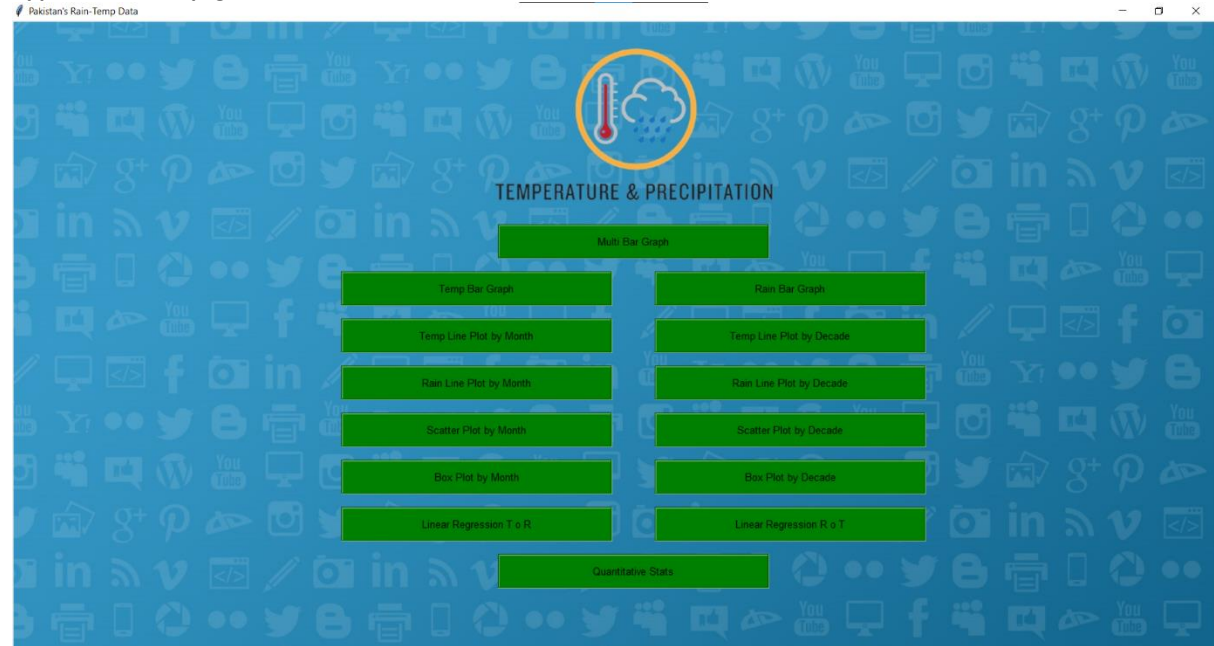 Pakistan's Rain-Temp Data
TEMPERATURE & PRECIPITATION
Multi Bar Graph
Temp Bar Graph
Rain Bar Graph
Temp Line Plot by Month
Temp Line Plot by Decade
Rain Line Plot by Month
Rain Line Plot by Decade
Scatter Plot by Month
Scatter Plot by Decade
Box Plot by Month
Box Plot by Decade
Linear Regression T o R
Linear Regression R o T
Quantitative Stats